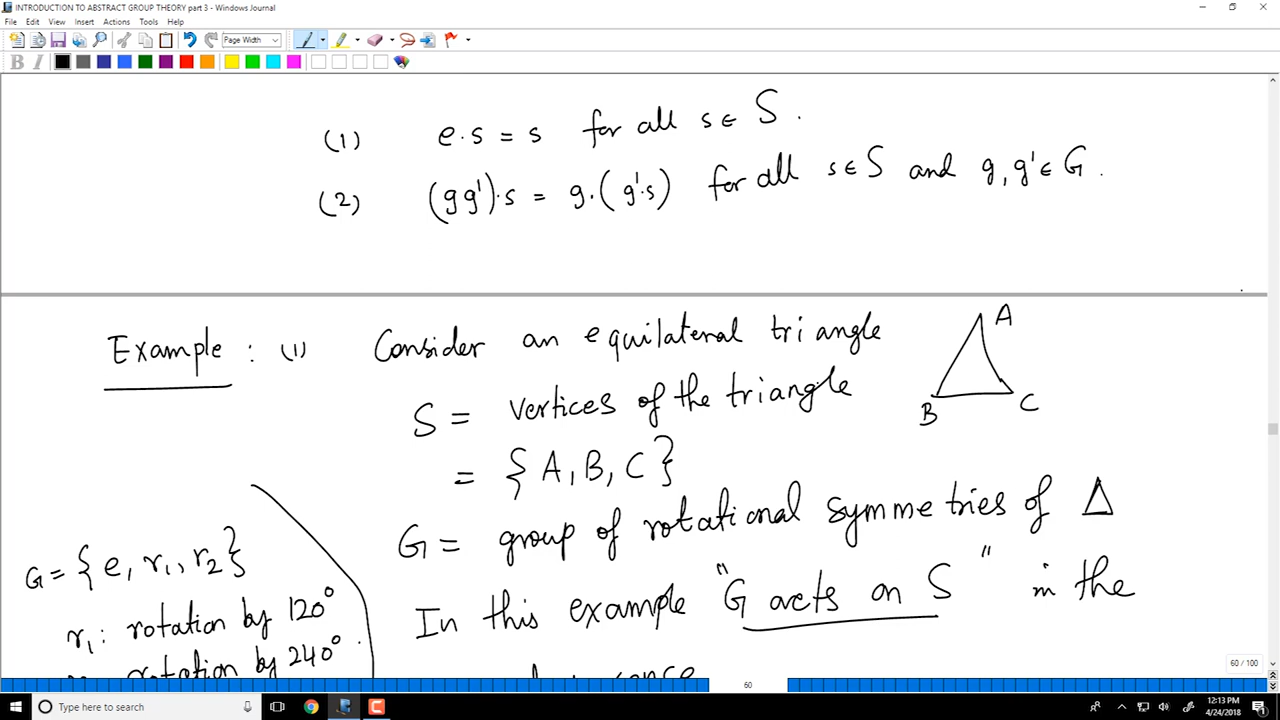 INTRODUCTION TO ABSTRACT GROUP THEORY part 3 - Windows Journal
File Edit View Insert Actions Tools Help
Page Width
B I
(1) e·s = s for all s ∈ S.
(2) (gg')·s = g·(g'·s) for all s ∈ S and g, g' ∈ G.
Example: (1) Consider an equilateral triangle
A
S = vertices of the triangle
B C
= {A, B, C}
G = group of rotational symmetries of Δ
G = {e, r₁, r₂}
In this example "G acts on S" in the
r₁: rotation by 120°
rotation by 240°
60 / 100
60
Type here to search
12:13 PM
4/24/2018